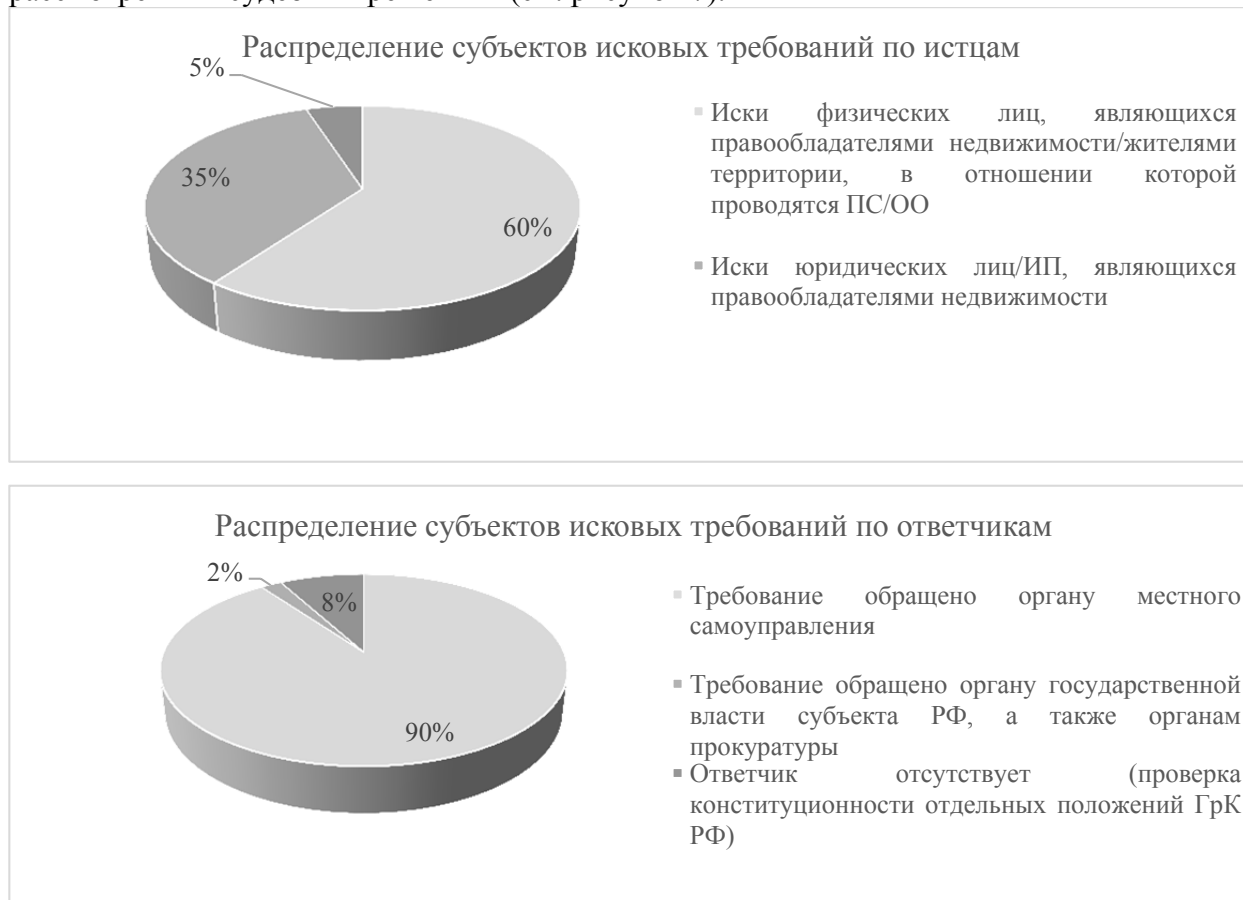 Распределение субъектов исковых требований по истцам
5%
35%
60%
Иски физических лиц, являющихся
правообладателями недвижимости/жителями
территории, в отношении которой
проводятся ПС/ОО
Иски юридических лиц/ИП, являющихся
правообладателями недвижимости
Распределение субъектов исковых требований по ответчикам
2%
8%
90%
Требование обращено органу местного
самоуправления
Требование обращено органу государственной
власти субъекта РФ, а также органам
прокуратуры
Ответчик отсутствует (проверка
конституционности отдельных положений ГрК
РФ)